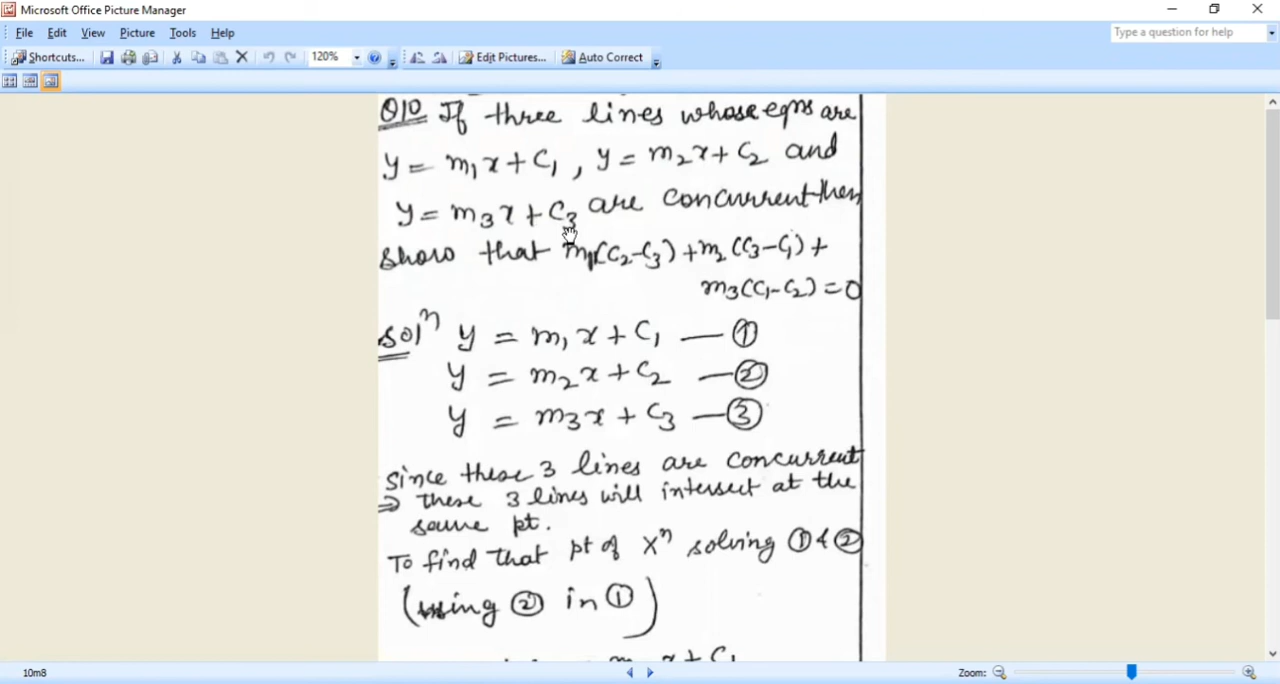 Microsoft Office Picture Manager
File Edit View Picture Tools Help
Type a question for help
Shortcuts... 120% Edit Pictures... Auto Correct
Q10 If three lines whose eqns are
y = m₁x + C₁ , y = m₂x + C₂ and
y = m₃x + C₃ are concurrent then
show that m₁(C₂-C₃) + m₂(C₃-C₁) +
m₃(C₁-C₂) = 0
Solⁿ y = m₁x + C₁ — ①
y = m₂x + C₂ — ②
y = m₃x + C₃ — ③
Since these 3 lines are concurrent
⇒ these 3 lines will intersect at the
same pt.
To find that pt of Xⁿ solving ① & ②
(using ② in ①)
x + C₁
10m8
Zoom: